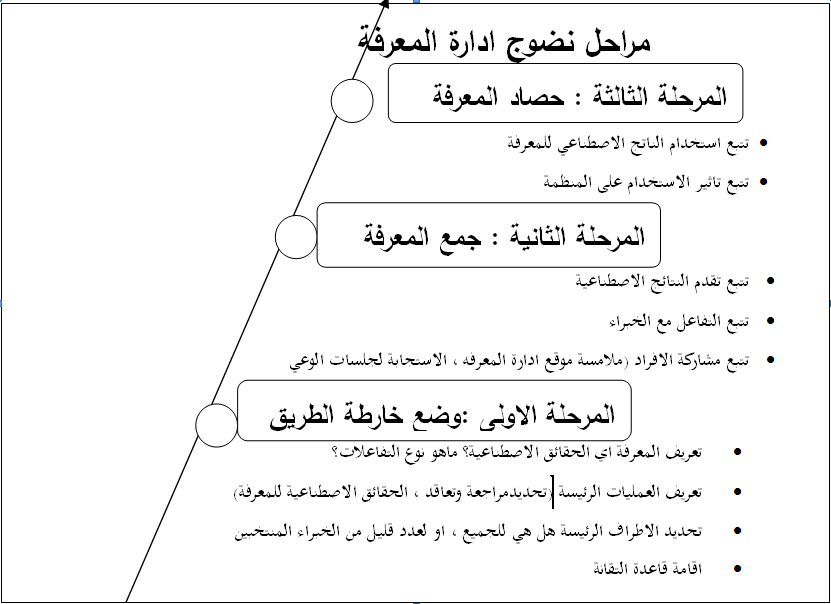 مراحل نضوج ادارة المعرفة
المرحلة الثالثة : حصاد المعرفة
تتبع استخدام الناتج الاصطناعي للمعرفة
تتبع تاثير الاستخدام على المنظمة
المرحلة الثانية : جمع المعرفة
تتبع تقدم النتائج الاصطناعية
تتبع التفاعل مع الخبراء
تتبع مشاركة الافراد (ملامسة موقع ادارة المعرفه ، الاستجابة لجلسات الوعي
المرحلة الاولى :وضع خارطة الطريق
تعريف المعرفة اي الحقائق الاصطناعية؟ ماهو نوع التفاعلات؟
تعريف العمليات الرئيسة (تحديدمراجعة وتعاقد ، الحقائق الاصطناعية للمعرفة)
تحديد الاطراف الرئيسة هل هي للجميع ، او لعدد قليل من الخبراء المنتخبين
اقامة قاعدة التقانة